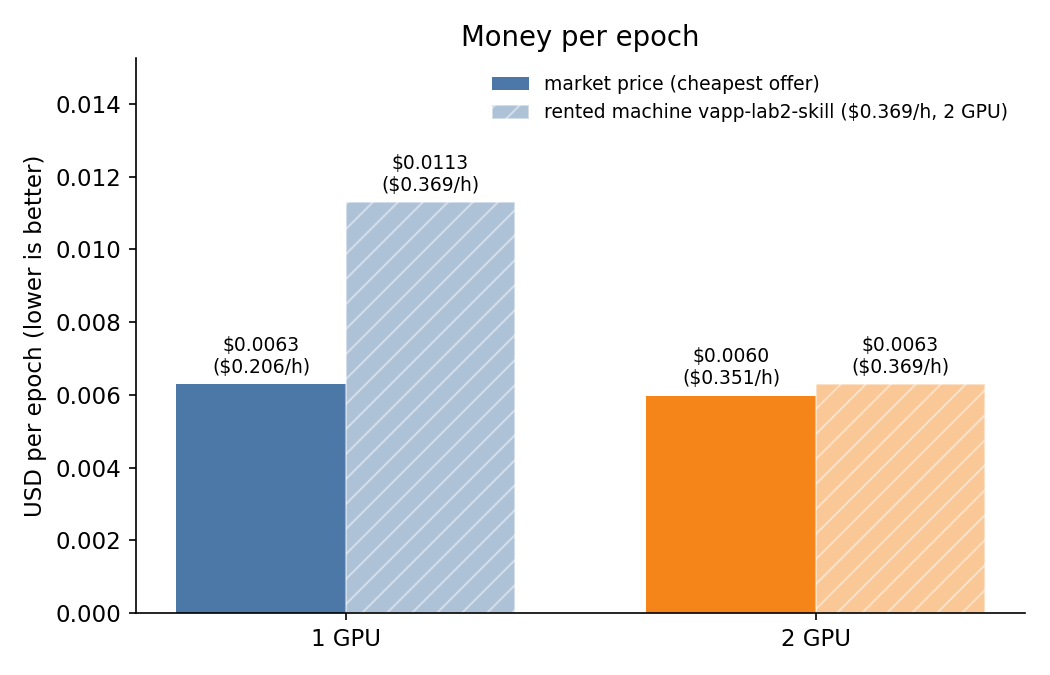 Money per epoch
market price (cheapest offer)
rented machine vapp-lab2-skill ($0.369/h, 2 GPU)
USD per epoch (lower is better)
0.014
0.012
0.010
0.008
0.006
0.004
0.002
0.000
$0.0063
($0.206/h)
$0.0113
($0.369/h)
$0.0060
($0.351/h)
$0.0063
($0.369/h)
1 GPU
2 GPU